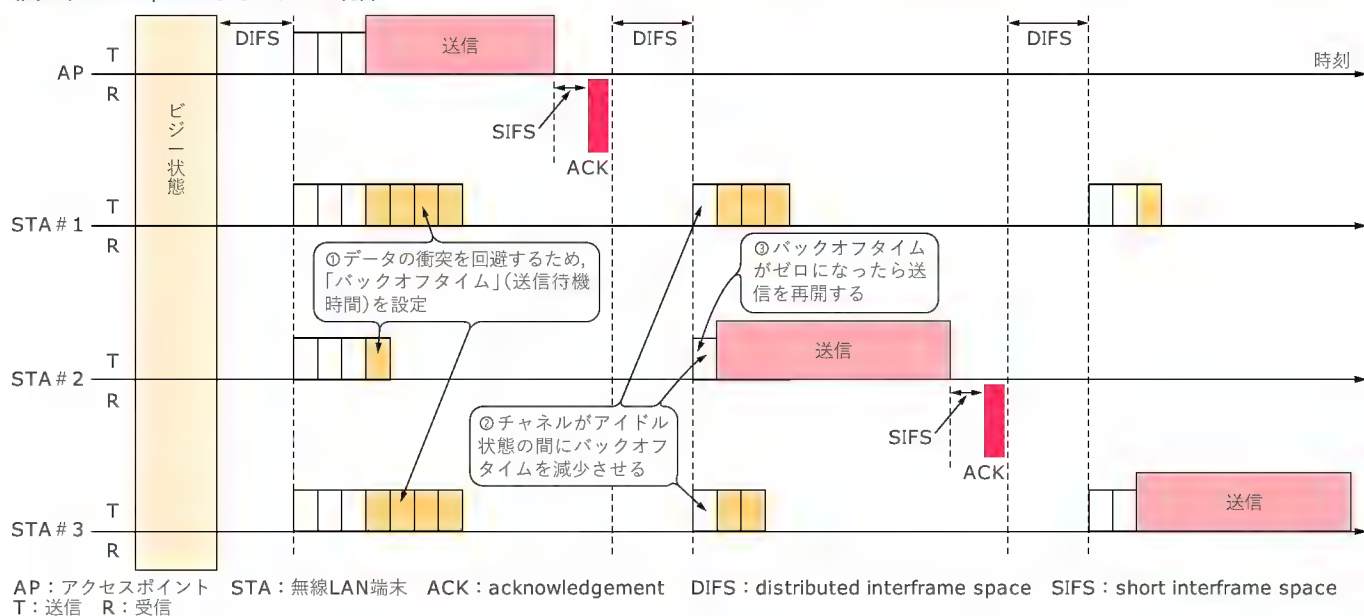 DIFS
DIFS
DIFS
T
送信
AP
時刻
R
SIFS
ACK
ビジー状態
T
STA#1
R
①データの衝突を回避するため,
「バックオフタイム」(送信待機
時間)を設定
③バックオフタイム
がゼロになったら送
信を再開する
T
送信
STA#2
R
②チャネルがアイドル
状態の間にバックオフ
タイムを減少させる
SIFS
ACK
T
送信
STA#3
R
AP:アクセスポイント STA:無線LAN端末 ACK:acknowledgement DIFS:distributed interframe space SIFS:short interframe space
T:送信 R:受信